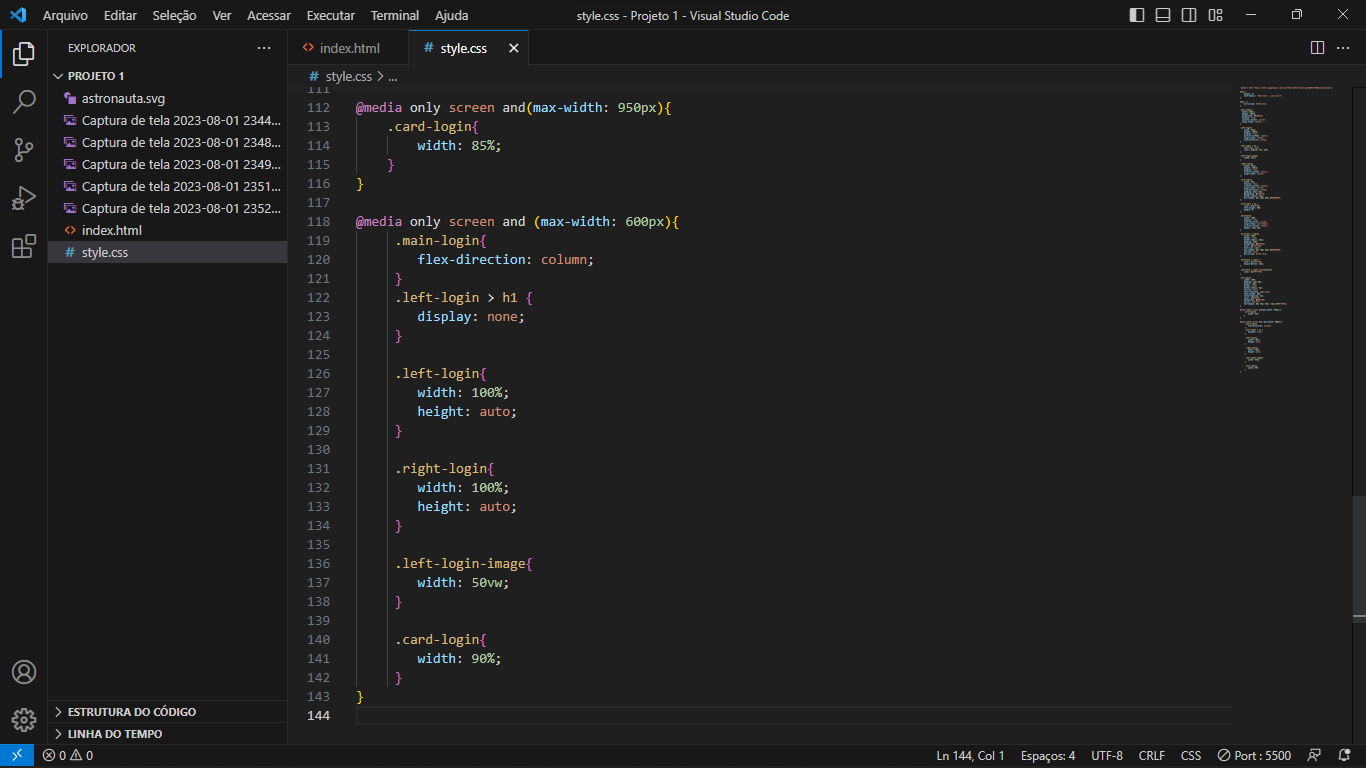 Arquivo Editar Seleção Ver Acessar Executar Terminal Ajuda
style.css - Projeto 1 - Visual Studio Code
EXPLORADOR
PROJETO 1
astronauta.svg
Captura de tela 2023-08-01 2344...
Captura de tela 2023-08-01 2348...
Captura de tela 2023-08-01 2349...
Captura de tela 2023-08-01 2351...
Captura de tela 2023-08-01 2352...
index.html
style.css
ESTRUTURA DO CÓDIGO
LINHA DO TEMPO
index.html
style.css
style.css > ...
111
112 @media only screen and(max-width: 950px){
113 .card-login{
114 width: 85%;
115 }
116 }
117
118 @media only screen and (max-width: 600px){
119 .main-login{
120 flex-direction: column;
121 }
122 .left-login > h1 {
123 display: none;
124 }
125
126 .left-login{
127 width: 100%;
128 height: auto;
129 }
130
131 .right-login{
132 width: 100%;
133 height: auto;
134 }
135
136 .left-login-image{
137 width: 50vw;
138 }
139
140 .card-login{
141 width: 90%;
142 }
143 }
144
0 0
Ln 144, Col 1 Espaços: 4 UTF-8 CRLF CSS Port : 5500